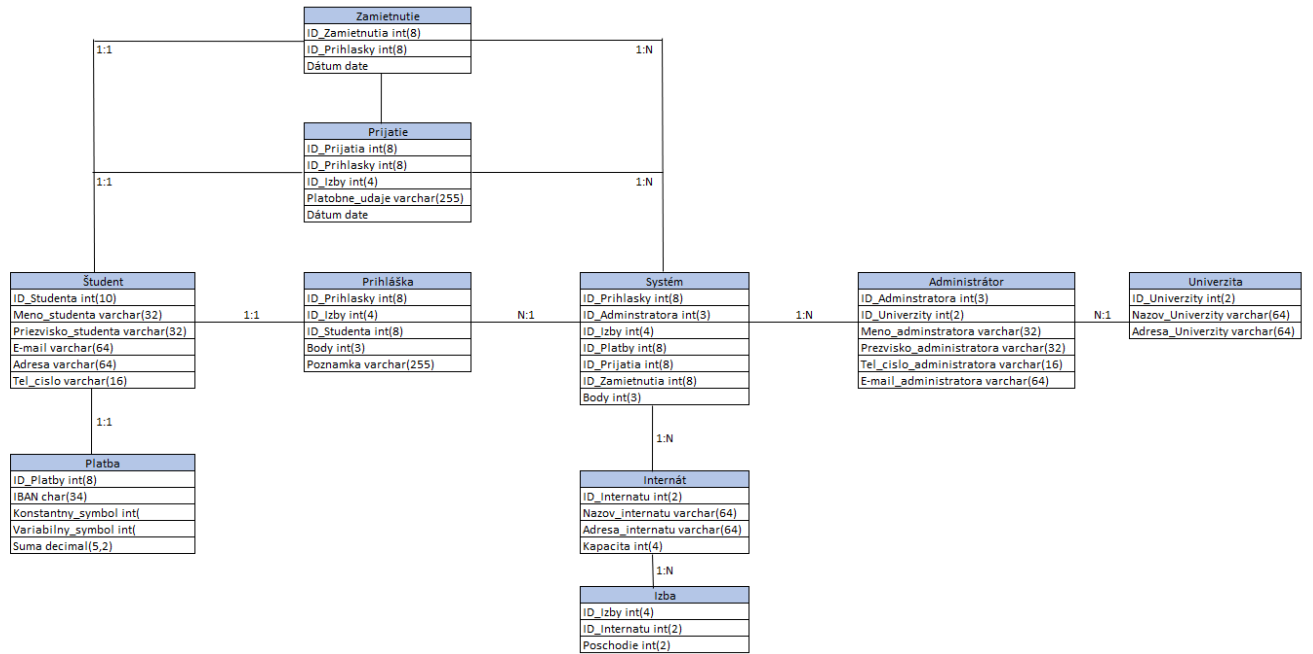 Zamietnutie
ID_Zamietnutia int(8)
ID_Prihlasky int(8)
Dátum date
1:1
1:N
Prijatie
ID_Prijatia int(8)
ID_Prihlasky int(8)
ID_Izby int(4)
Platobne_udaje varchar(255)
Dátum date
1:1
1:N
Študent
ID_Studenta int(10)
Meno_studenta varchar(32)
Priezvisko_studenta varchar(32)
E-mail varchar(64)
Adresa varchar(64)
Tel_cislo varchar(16)
1:1
Prihláška
ID_Prihlasky int(8)
ID_Izby int(4)
ID_Studenta int(8)
Body int(3)
Poznamka varchar(255)
N:1
Systém
ID_Prihlasky int(8)
ID_Adminstratora int(3)
ID_Izby int(4)
ID_Platby int(8)
ID_Prijatia int(8)
ID_Zamietnutia int(8)
Body int(3)
1:N
Administrátor
ID_Adminstratora int(3)
ID_Univerzity int(2)
Meno_adminstratora varchar(32)
Prezvisko_administratora varchar(32)
Tel_cislo_administratora varchar(16)
E-mail_administratora varchar(64)
N:1
Univerzita
ID_Univerzity int(2)
Nazov_Univerzity varchar(64)
Adresa_Univerzity varchar(64)
1:1
Platba
ID_Platby int(8)
IBAN char(34)
Konstantny_symbol int(
Variabilny_symbol int(
Suma decimal(5,2)
1:N
Internát
ID_Internatu int(2)
Nazov_internatu varchar(64)
Adresa_internatu varchar(64)
Kapacita int(4)
1:N
Izba
ID_Izby int(4)
ID_Internatu int(2)
Poschodie int(2)